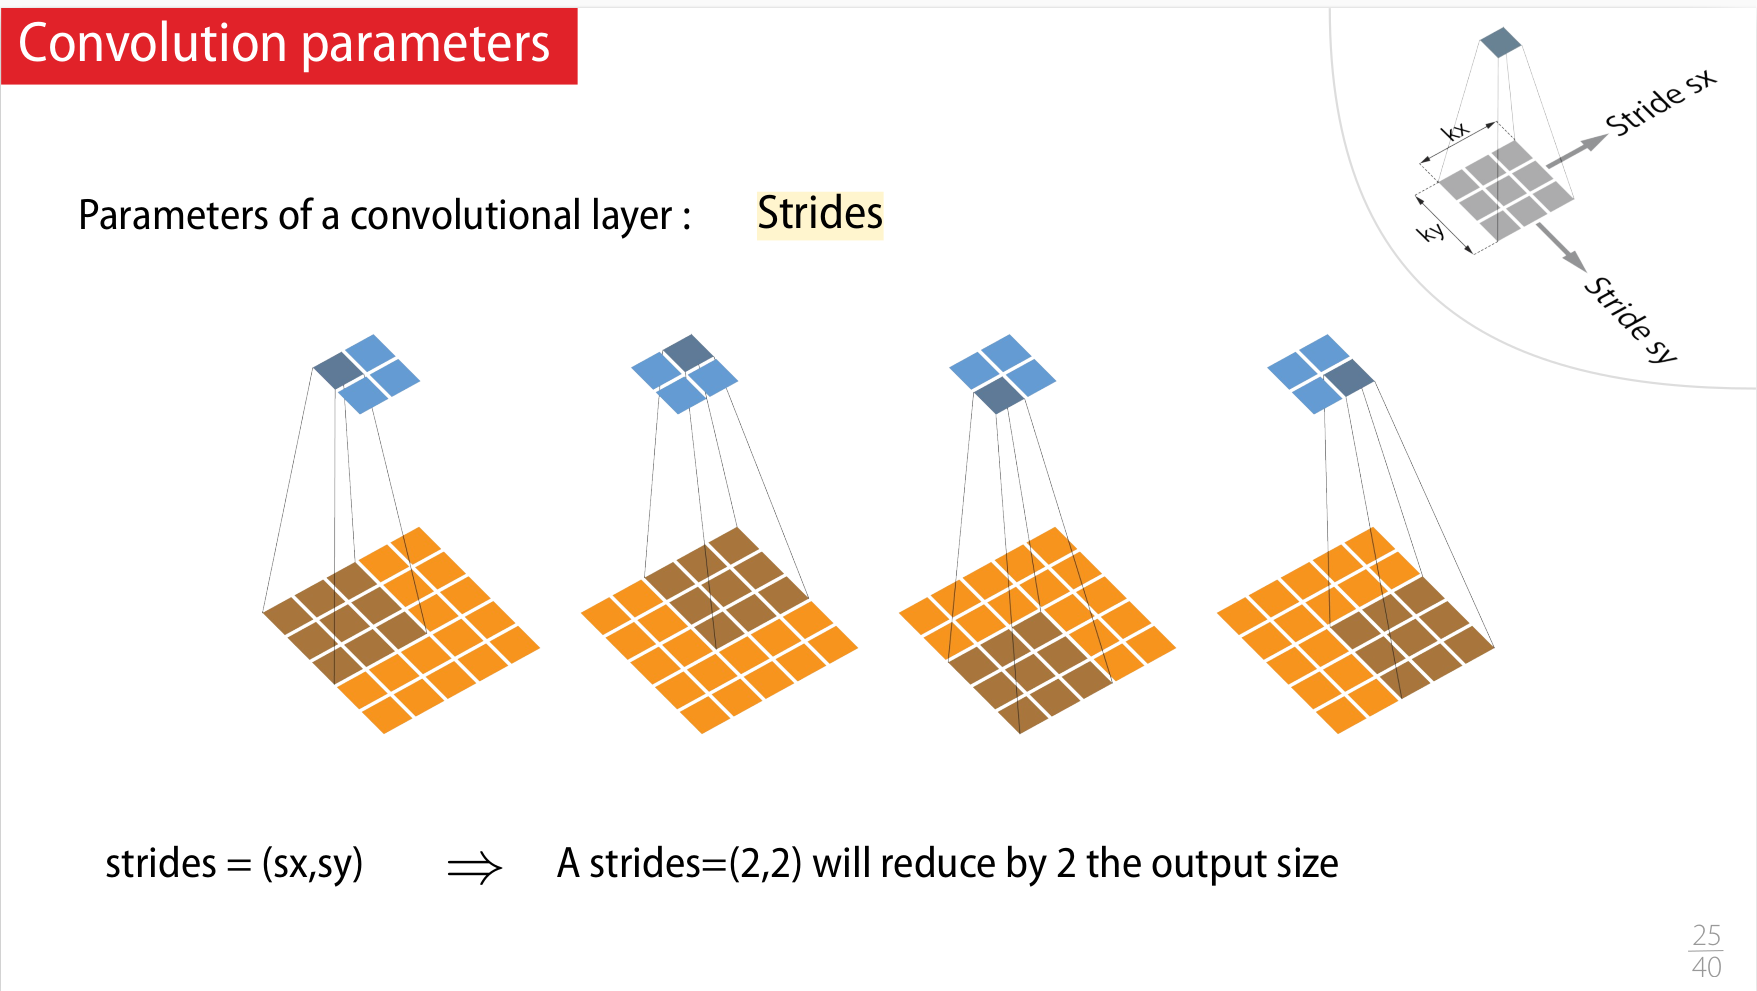 Convolution parameters
Stride sx
kx
ky
Stride sy
Parameters of a convolutional layer : Strides
strides = (sx,sy) ⇒ A strides=(2,2) will reduce by 2 the output size
25
40